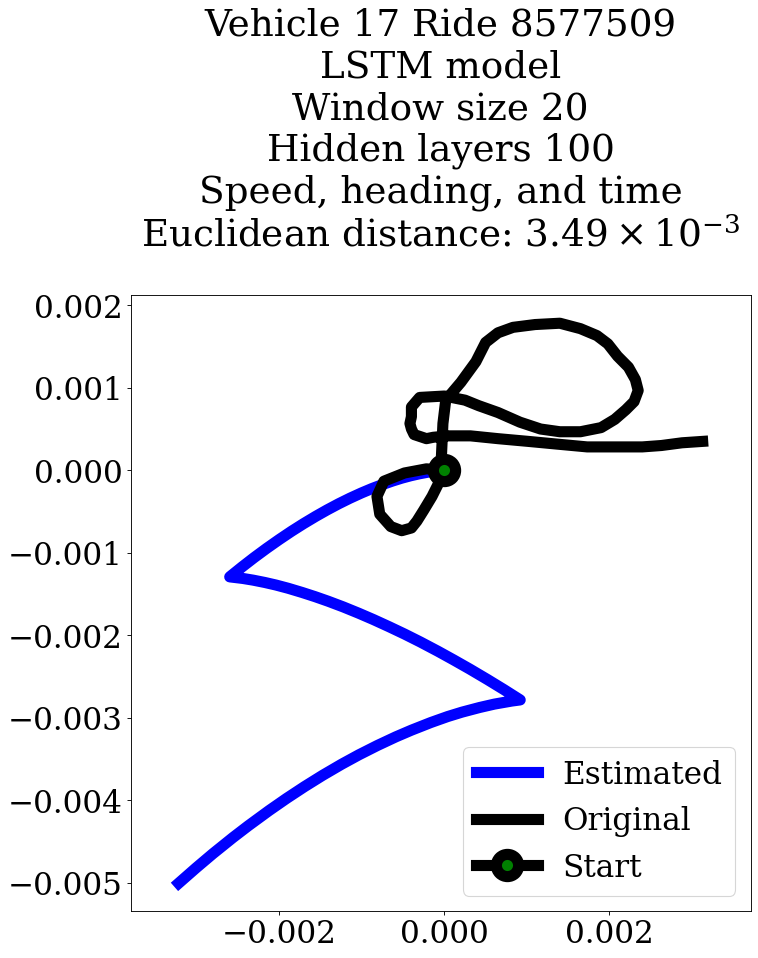 Vehicle 17 Ride 8577509
LSTM model
Window size 20
Hidden layers 100
Speed, heading, and time
Euclidean distance: 3.49 × 10⁻³
0.002
0.001
0.000
−0.001
−0.002
−0.003
−0.004
−0.005
Estimated
Original
Start
−0.002 0.000 0.002